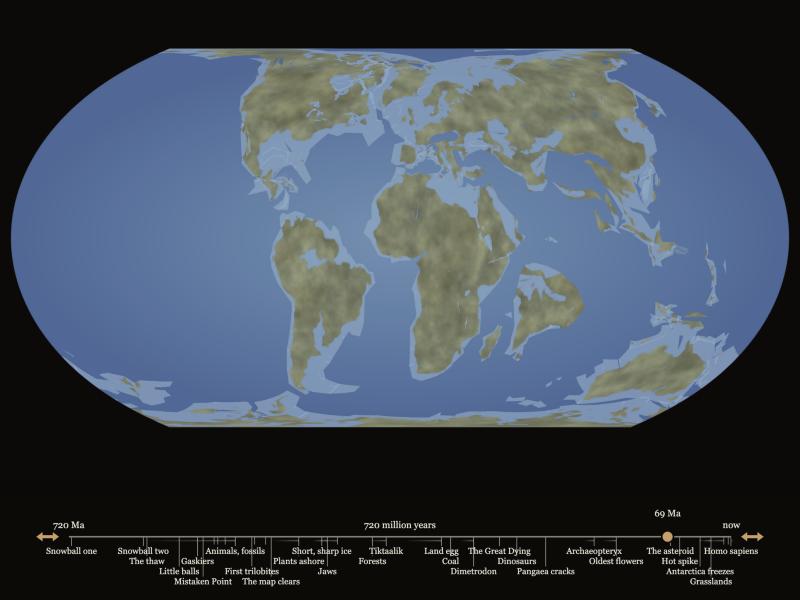 69 Ma
720 Ma 720 million years now
Snowball one Snowball two Animals, fossils Short, sharp ice Tiktaalik Land egg The Great Dying Archaeopteryx The asteroid Homo sapiens
The thaw Gaskiers Plants ashore Forests Coal Dinosaurs Oldest flowers Hot spike
Little balls First trilobites Jaws Dimetrodon Pangaea cracks Antarctica freezes
Mistaken Point The map clears Grasslands